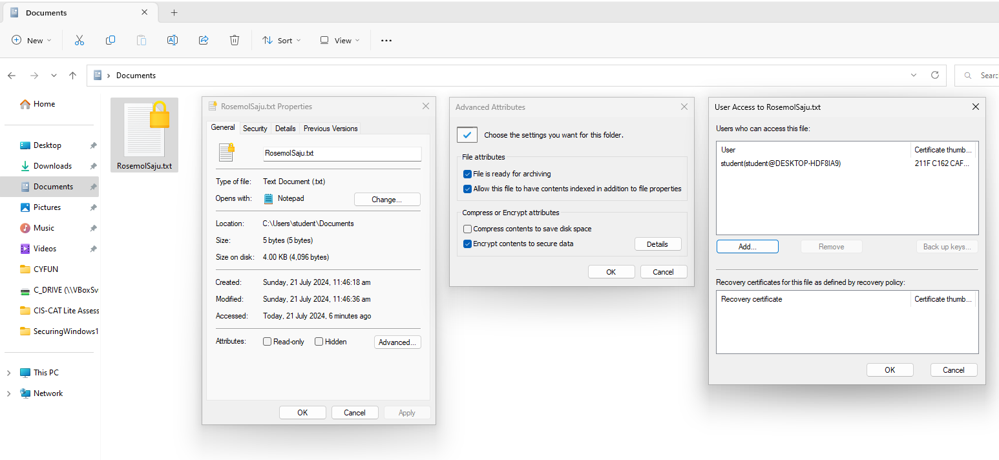 Documents
New
Sort
View
Documents
Home
Desktop
Downloads
Documents
Pictures
Music
Videos
CYFUN
C_DRIVE (\\VBoxSv
CIS-CAT Lite Assess
SecuringWindows1
This PC
Network
RosemolSaju.txt
RosemolSaju.txt Properties
General Security Details Previous Versions
RosemolSaju.txt
Type of file: Text Document (.txt)
Opens with: Notepad Change...
Location: C:\Users\student\Documents
Size: 5 bytes (5 bytes)
Size on disk: 4.00 KB (4,096 bytes)
Created: Sunday, 21 July 2024, 11:46:18 am
Modified: Sunday, 21 July 2024, 11:46:36 am
Accessed: Today, 21 July 2024, 6 minutes ago
Attributes: Read-only Hidden Advanced...
OK Cancel Apply
Advanced Attributes
Choose the settings you want for this folder.
File attributes
File is ready for archiving
Allow this file to have contents indexed in addition to file properties
Compress or Encrypt attributes
Compress contents to save disk space
Encrypt contents to secure data Details
OK Cancel
User Access to RosemolSaju.txt
Users who can access this file:
User Certificate thumb...
student(student@DESKTOP-HDF8IA9) 211F C162 CAF...
Add... Remove Back up keys...
Recovery certificates for this file as defined by recovery policy:
Recovery certificate Certificate thumb...
OK Cancel